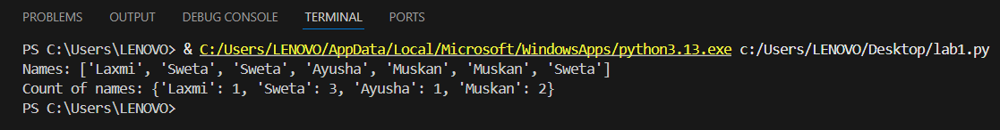 PROBLEMS OUTPUT DEBUG CONSOLE TERMINAL PORTS
PS C:\Users\LENOVO> & C:/Users/LENOVO/AppData/Local/Microsoft/WindowsApps/python3.13.exe c:/Users/LENOVO/Desktop/lab1.py
Names: ['Laxmi', 'Sweta', 'Sweta', 'Ayusha', 'Muskan', 'Muskan', 'Sweta']
Count of names: {'Laxmi': 1, 'Sweta': 3, 'Ayusha': 1, 'Muskan': 2}
PS C:\Users\LENOVO>